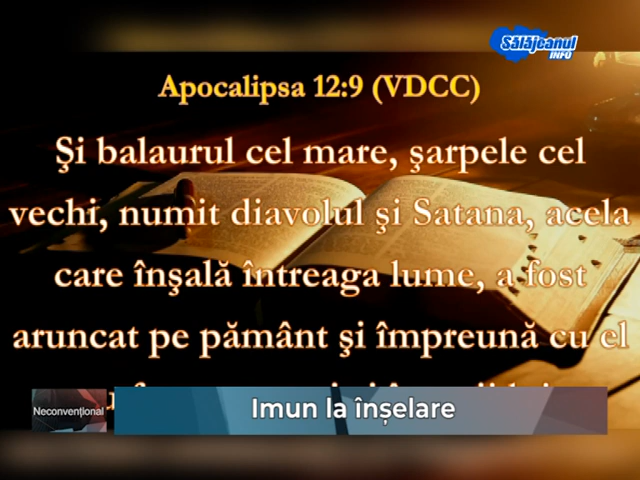 Sălăjeanul
INFO
Apocalipsa 12:9 (VDCC)
Şi balaurul cel mare, şarpele cel
vechi, numit diavolul şi Satana, acela
care înşală întreaga lume, a fost
aruncat pe pământ şi împreună cu el
Neconvențional
Imun la înșelare